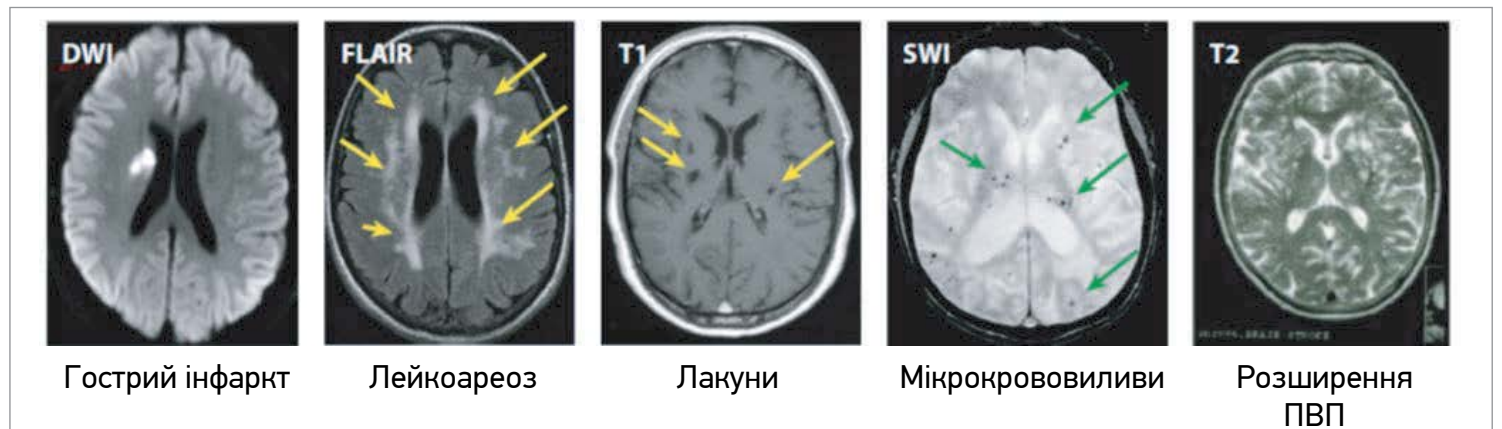 DWI
FLAIR
T1
SWI
T2
Гострий інфаркт
Лейкоареоз
Лакуни
Мікрокрововиливи
Розширення
ПВП